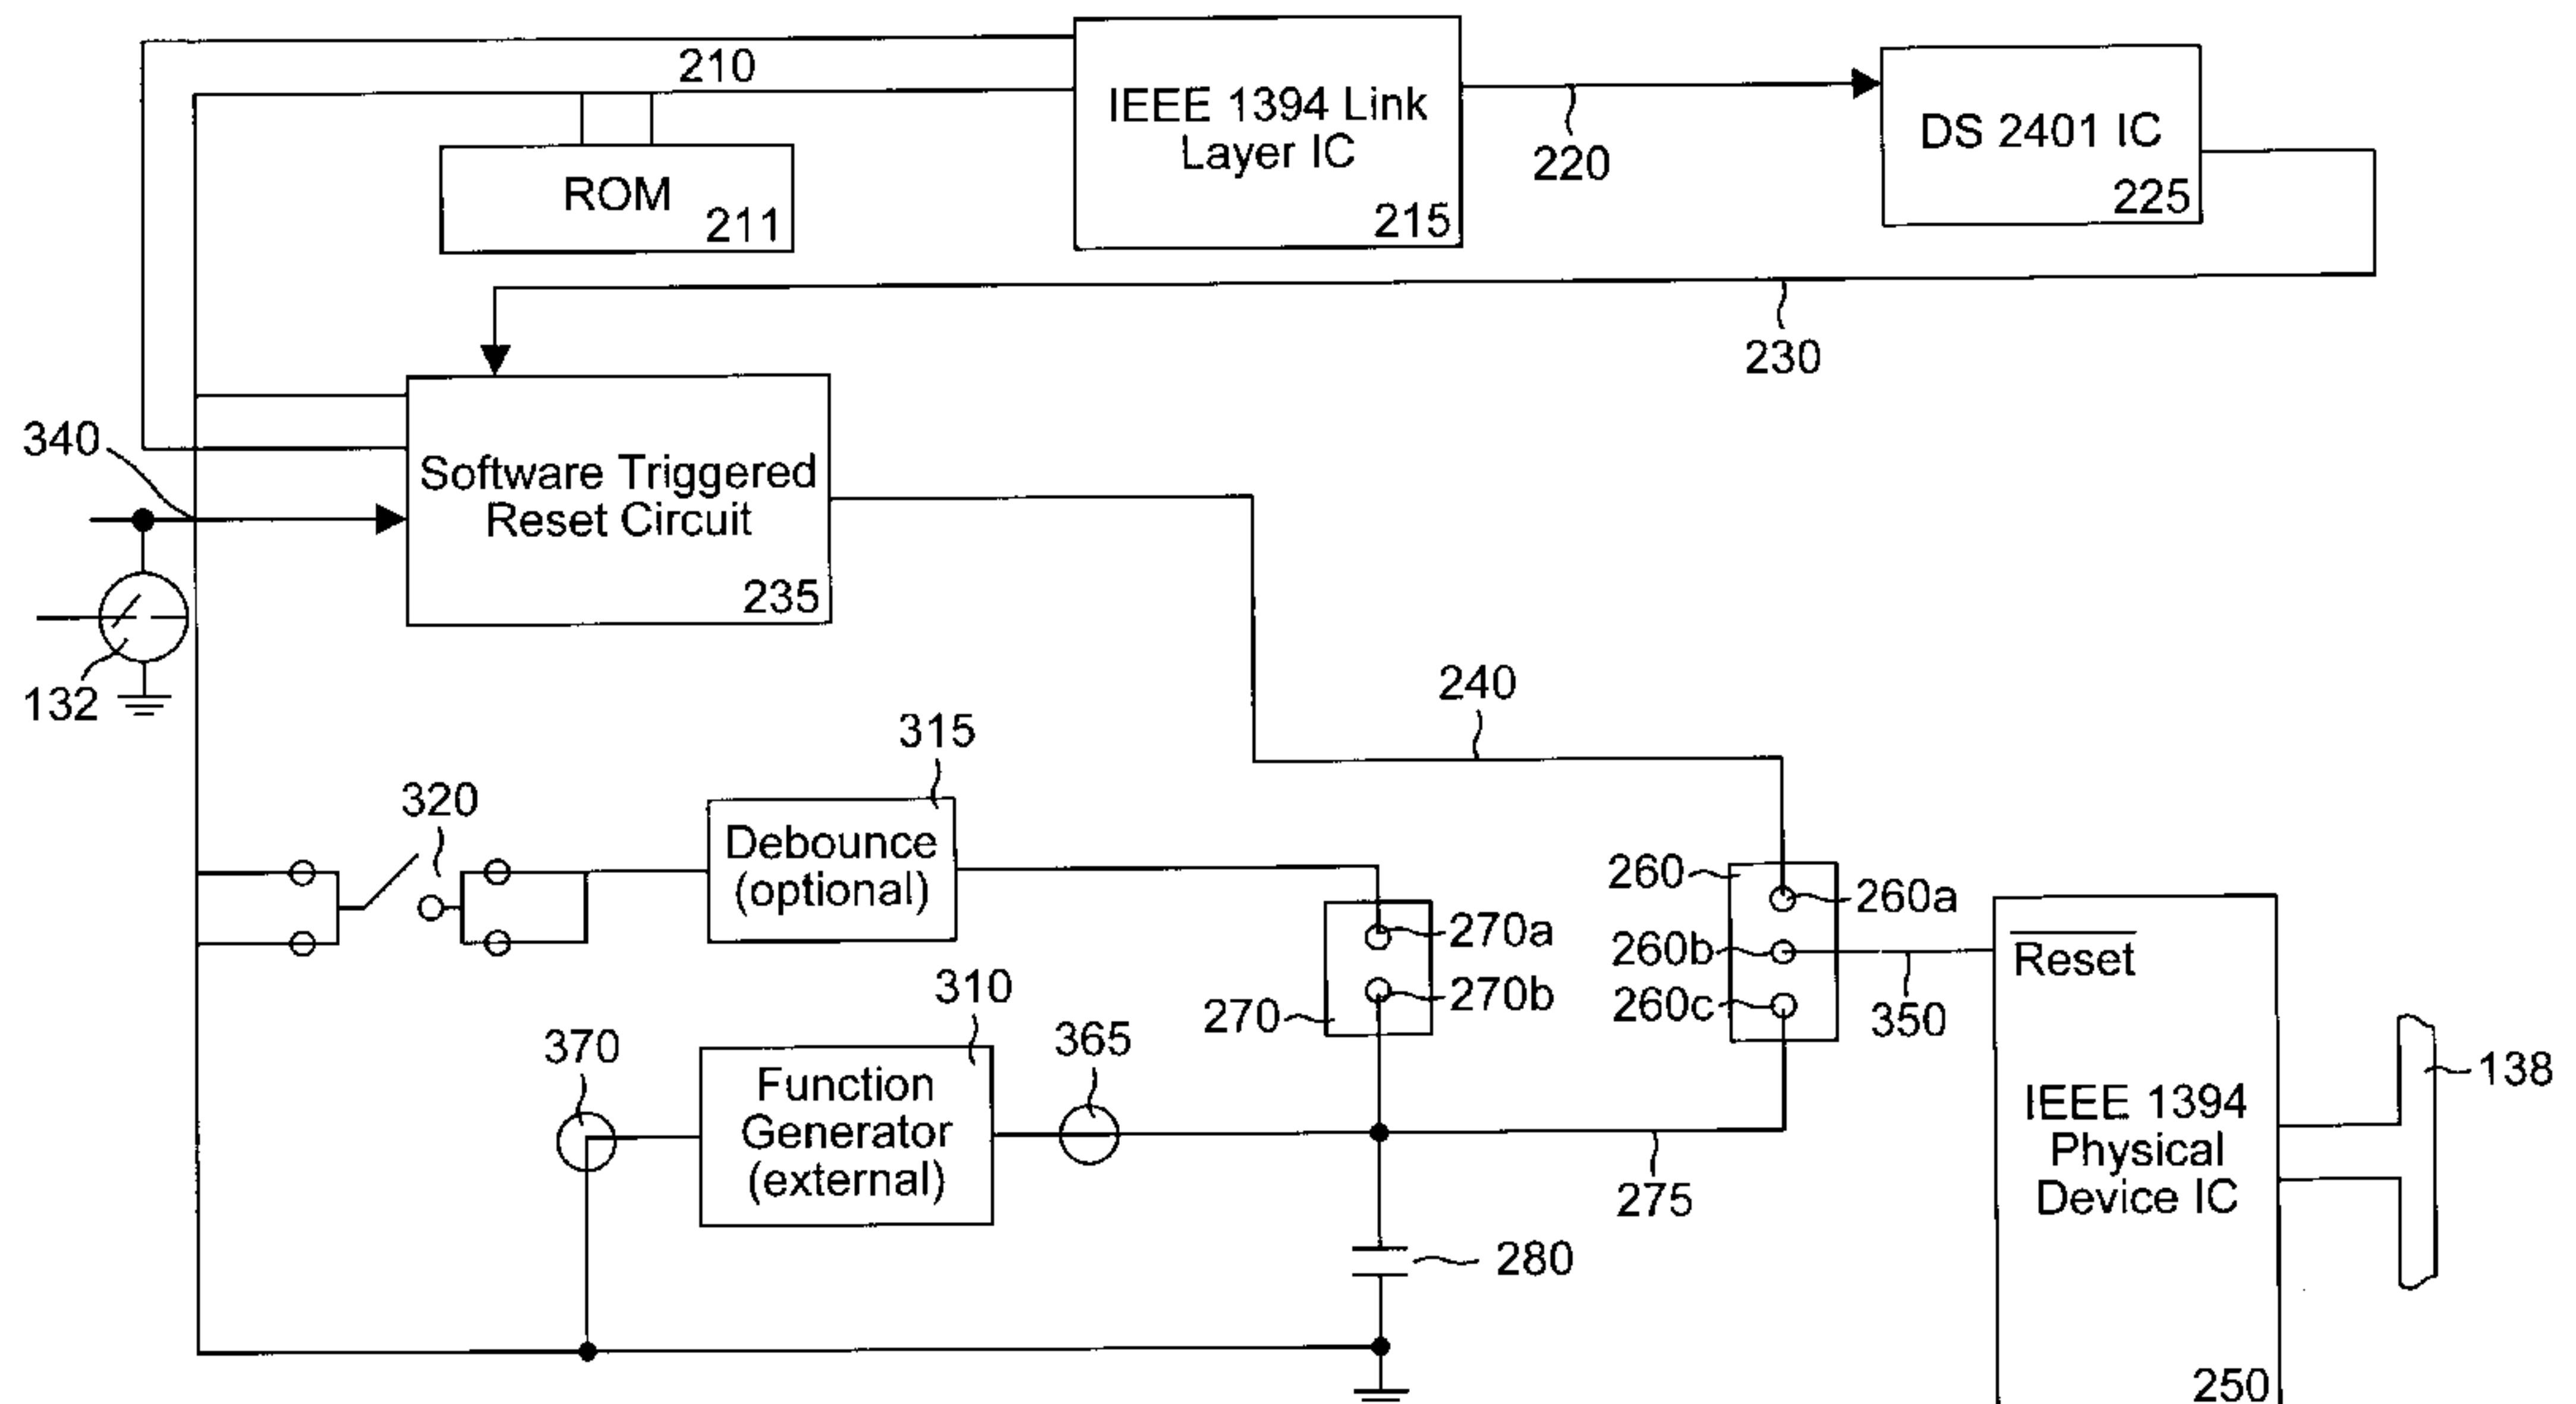 210
IEEE 1394 Link
Layer IC
215
220
DS 2401 IC
225
ROM
211
230
340
Software Triggered
Reset Circuit
235
132
240
315
320
Debounce
(optional)
260
260a
270a
260b
Reset
270b
260c
270
350
310
370
365
Function
Generator
(external)
275
IEEE 1394
Physical
Device IC
138
280
250